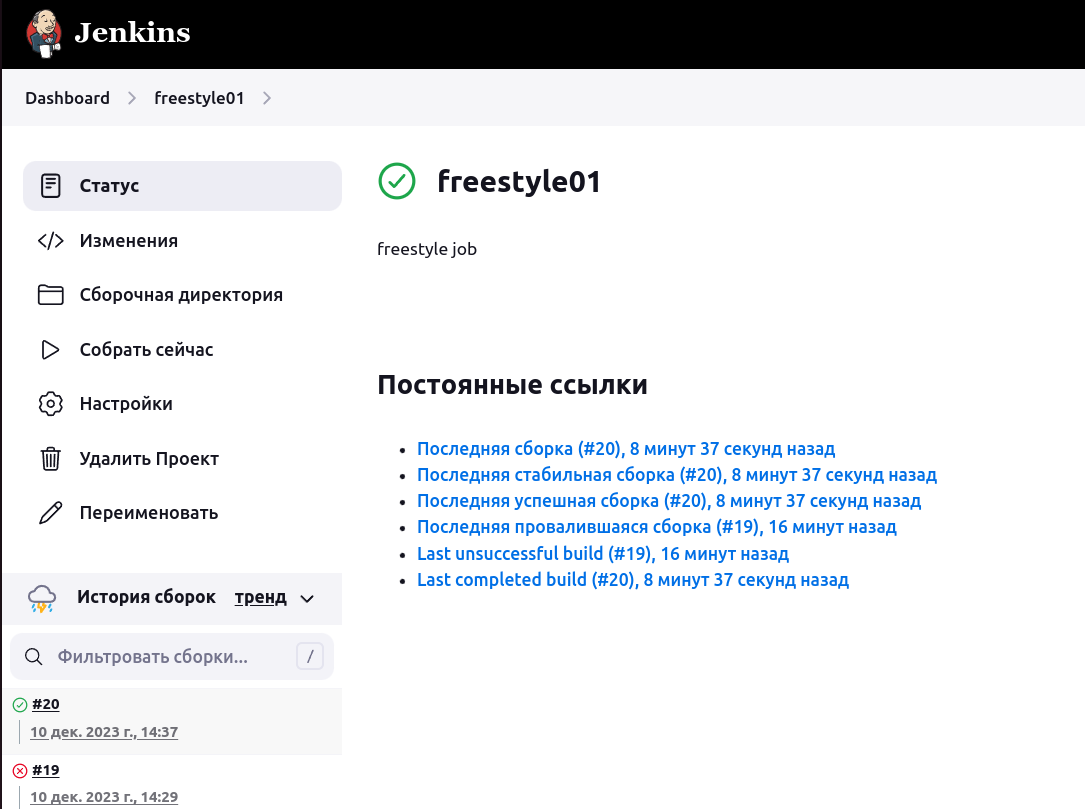 Jenkins
Dashboard
freestyle01
Статус
Изменения
Сборочная директория
Собрать сейчас
Настройки
Удалить Проект
Переименовать
История сборок тренд
Фильтровать сборки... /
#20
10 дек. 2023 г., 14:37
#19
10 дек. 2023 г., 14:29
freestyle01
freestyle job
Постоянные ссылки
Последняя сборка (#20), 8 минут 37 секунд назад
Последняя стабильная сборка (#20), 8 минут 37 секунд назад
Последняя успешная сборка (#20), 8 минут 37 секунд назад
Последняя провалившаяся сборка (#19), 16 минут назад
Last unsuccessful build (#19), 16 минут назад
Last completed build (#20), 8 минут 37 секунд назад